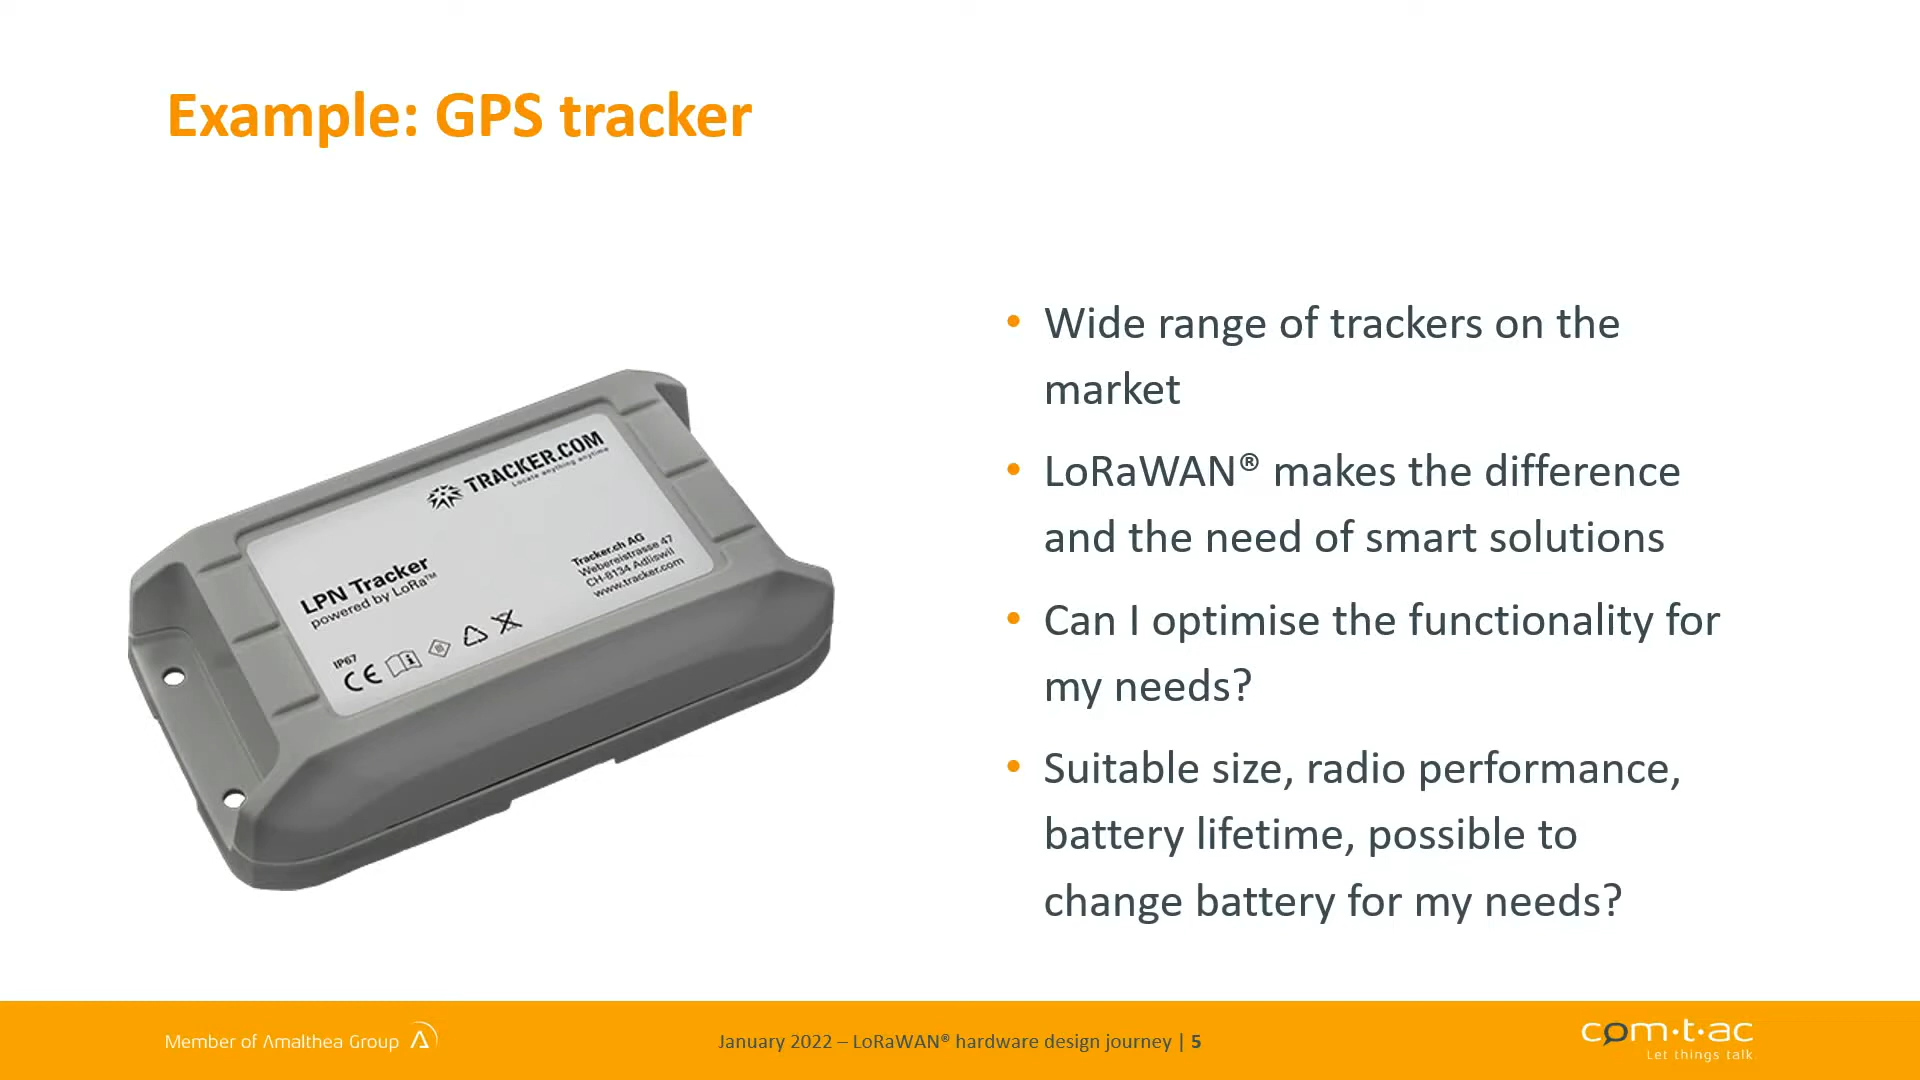 Example: GPS tracker
TRACKER.COM
Locate anything anytime
LPN Tracker
powered by LoRa™
Tracker.ch AG
Webereistrasse 47
CH-8134 Adliswil
www.tracker.com
IP67
CE
• Wide range of trackers on the
market
• LoRaWAN® makes the difference
and the need of smart solutions
• Can I optimise the functionality for
my needs?
• Suitable size, radio performance,
battery lifetime, possible to
change battery for my needs?
Member of Amalthea Group
January 2022 – LoRaWAN® hardware design journey | 5
com·t·ac
Let things talk.